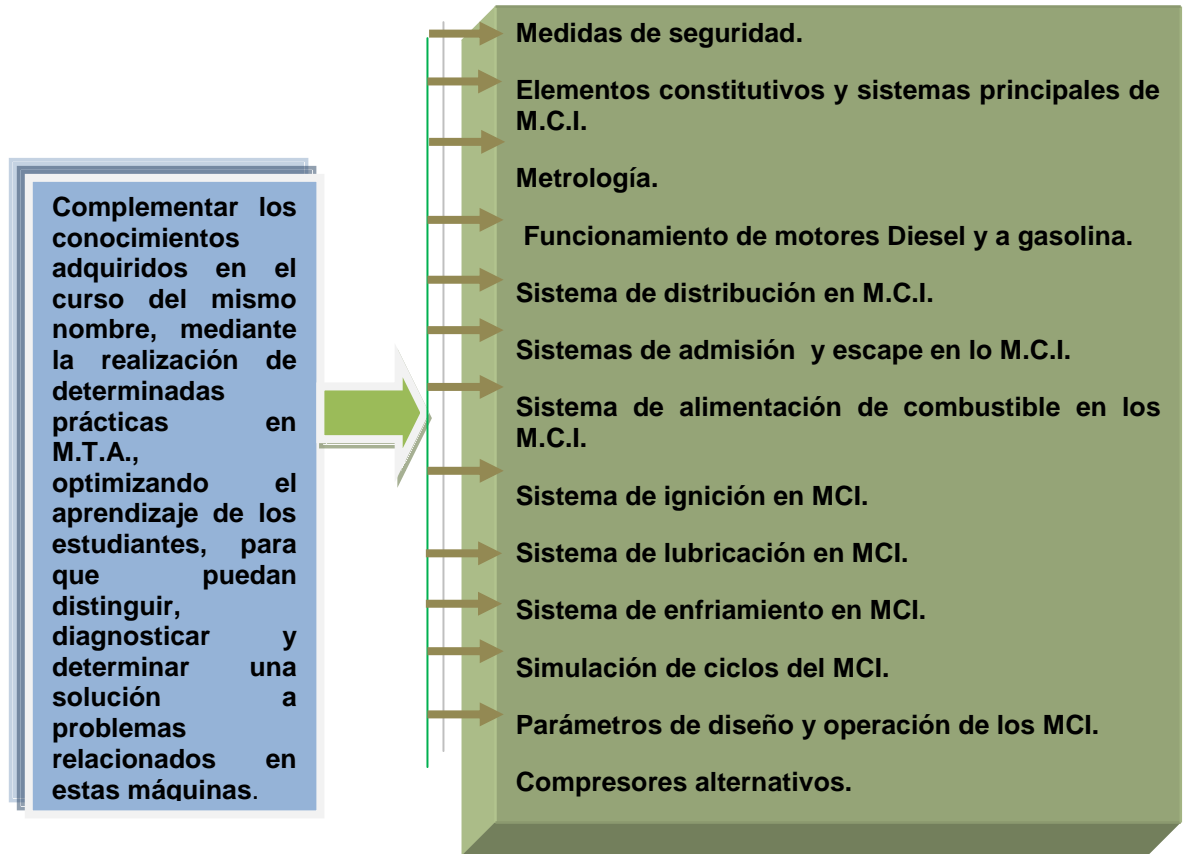 Complementar los
conocimientos
adquiridos en el
curso del mismo
nombre, mediante
la realización de
determinadas
prácticas en
M.T.A.,
optimizando el
aprendizaje de los
estudiantes, para
que puedan
distinguir,
diagnosticar y
determinar una
solución a
problemas
relacionados en
estas máquinas.
Medidas de seguridad.
Elementos constitutivos y sistemas principales de
M.C.I.
Metrología.
Funcionamiento de motores Diesel y a gasolina.
Sistema de distribución en M.C.I.
Sistemas de admisión y escape en lo M.C.I.
Sistema de alimentación de combustible en los
M.C.I.
Sistema de ignición en MCI.
Sistema de lubricación en MCI.
Sistema de enfriamiento en MCI.
Simulación de ciclos del MCI.
Parámetros de diseño y operación de los MCI.
Compresores alternativos.